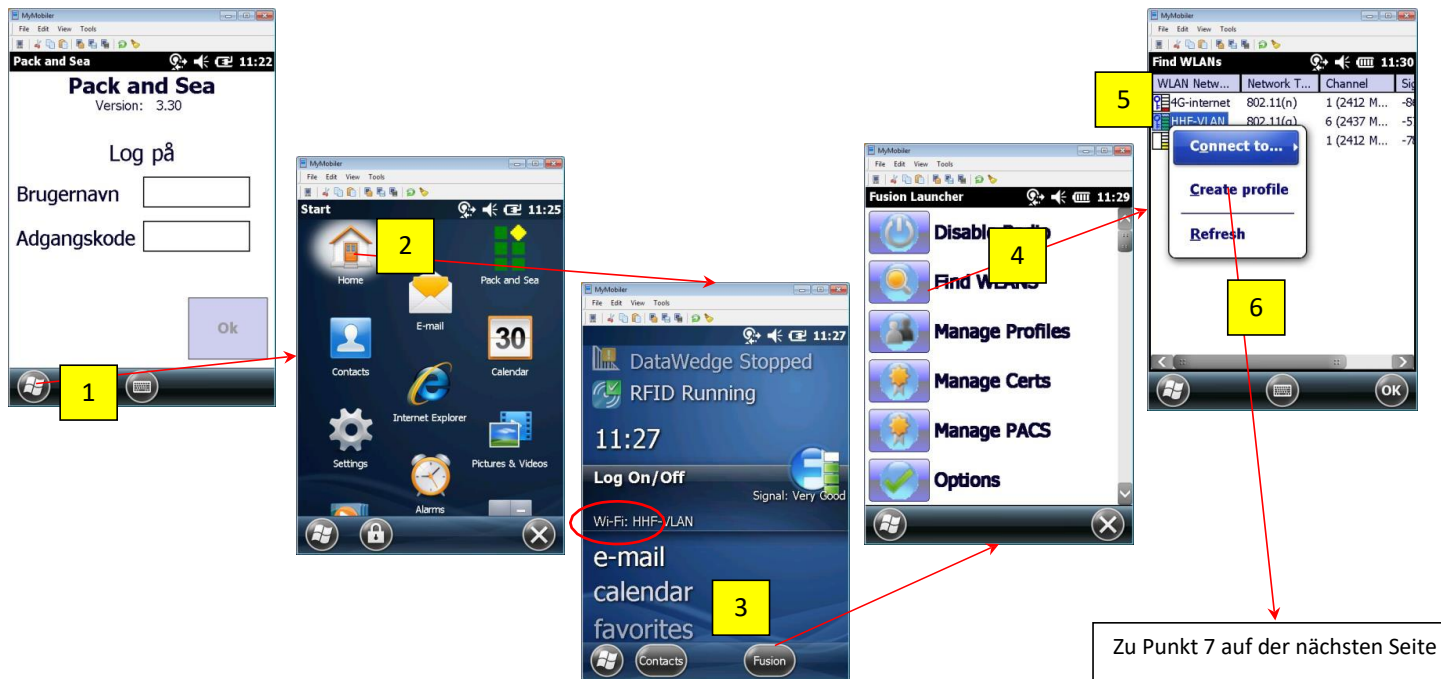 MyMobiler
File Edit View Tools
Pack and Sea 11:22
Pack and Sea
Version: 3.30
Log på
Brugernavn
Adgangskode
Ok
1
MyMobiler
File Edit View Tools
Start 11:25
2
Home
Pack and Sea
E-mail
30
Contacts
Calendar
Internet Explorer
Settings
Pictures & Videos
Alarms
MyMobiler
File Edit View Tools
11:27
DataWedge Stopped
RFID Running
11:27
Log On/Off
Signal: Very Good
Wi-Fi: HHF-VLAN
e-mail
calendar
favorites
3
Contacts Fusion
MyMobiler
File Edit View Tools
Fusion Launcher 11:29
Disable Radio
4
Find WLANs
Manage Profiles
Manage Certs
Manage PACS
Options
MyMobiler
File Edit View Tools
Find WLANs 11:30
WLAN Netw... Network T... Channel Sig
5
4G-internet 802.11(n) 1 (2412 M...
HHF-VLAN 802.11(g) 6 (2437 M... -57
1 (2412 M...
Connect to...
Create profile
Refresh
6
OK
Zu Punkt 7 auf der nächsten Seite